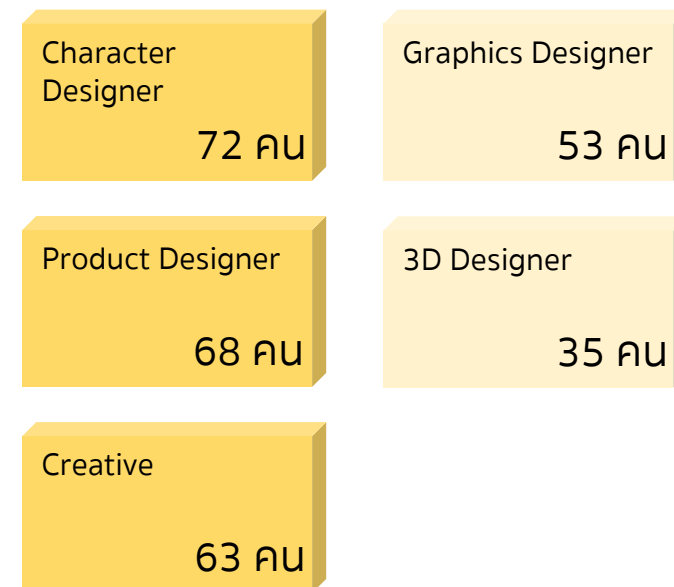 Character
Designer
72 คน
Product Designer
68 คน
Creative
63 คน
Graphics Designer
53 คน
3D Designer
35 คน